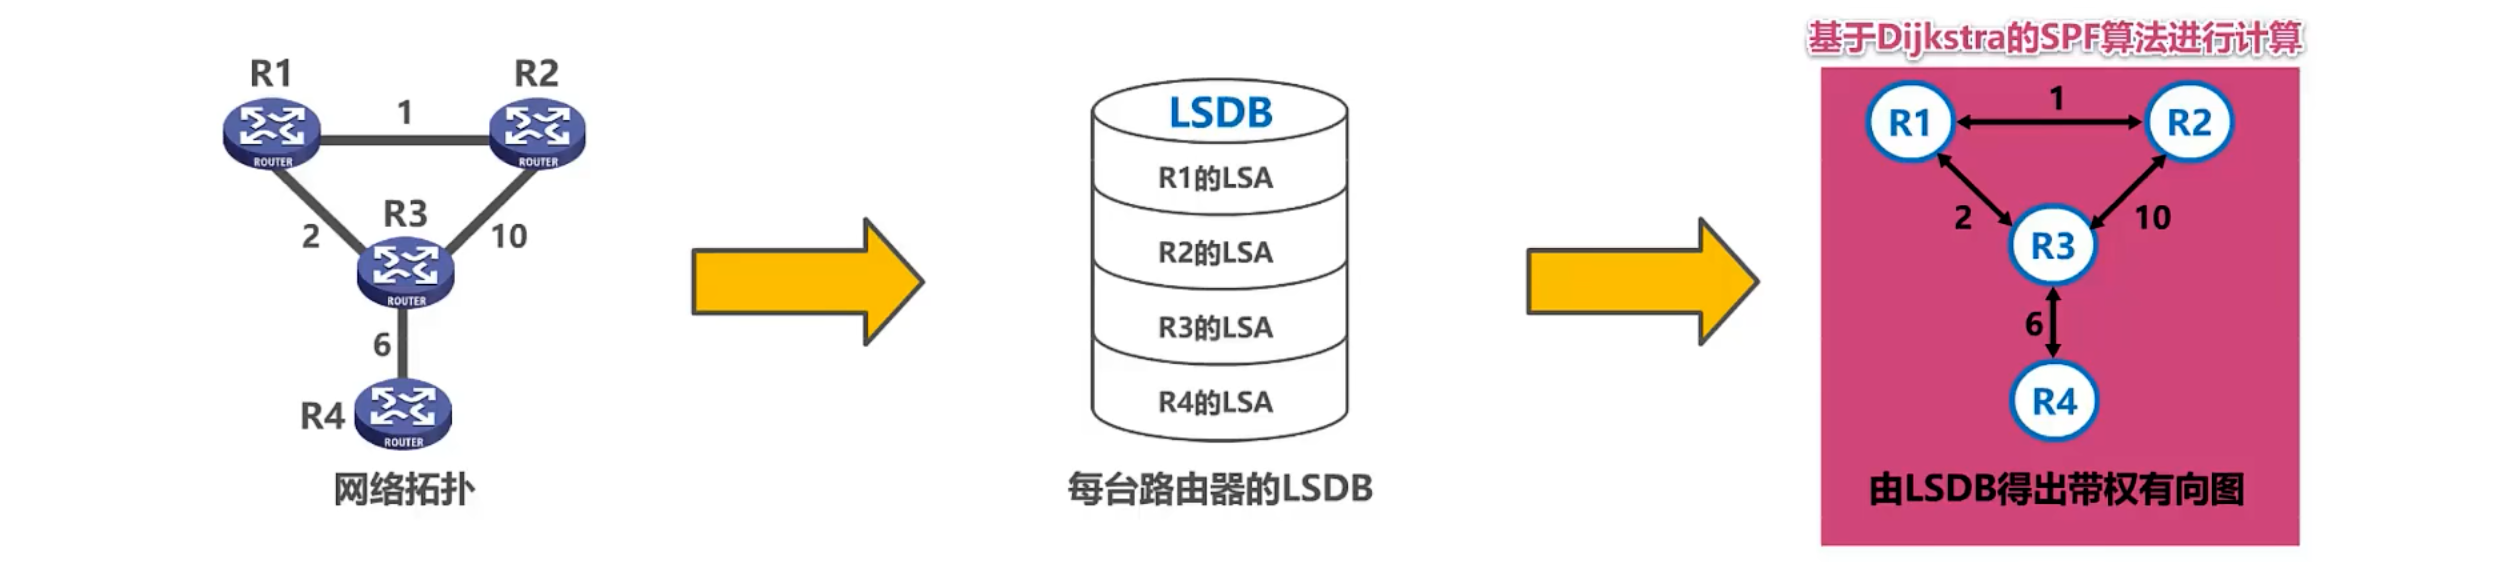 R1
R2
1
ROUTER
ROUTER
R3
2
10
ROUTER
6
R4
ROUTER
网络拓扑
LSDB
R1的LSA
R2的LSA
R3的LSA
R4的LSA
每台路由器的LSDB
基于Dijkstra的SPF算法进行计算
R1
1
R2
2
10
R3
6
R4
由LSDB得出带权有向图